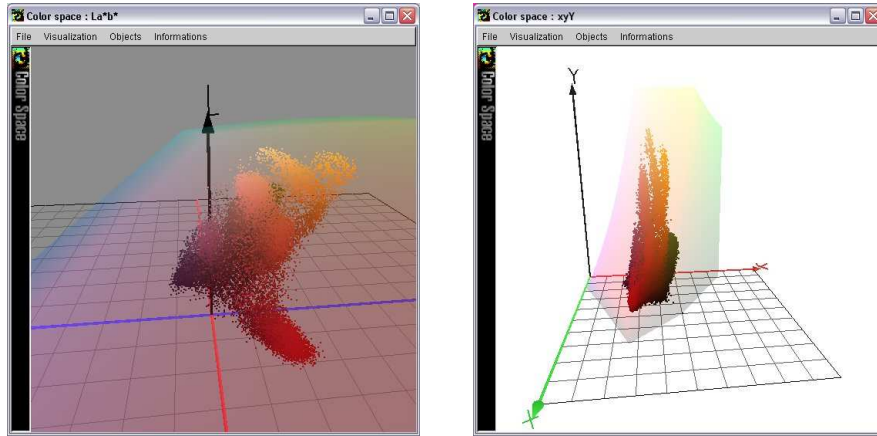 Color space : La*b*
File Visualization Objects Informations
Color Space
L
Color space : xyY
File Visualization Objects Informations
Color Space
Y
X
X